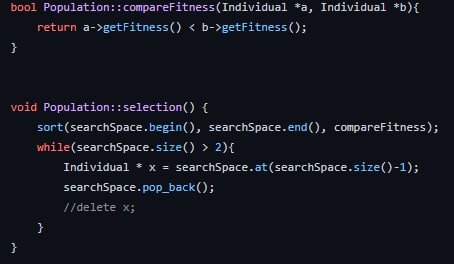 bool Population::compareFitness(Individual *a, Individual *b){
return a->getFitness() < b->getFitness();
}
void Population::selection() {
sort(searchSpace.begin(), searchSpace.end(), compareFitness);
while(searchSpace.size() > 2){
Individual * x = searchSpace.at(searchSpace.size()-1);
searchSpace.pop_back();
//delete x;
}
}